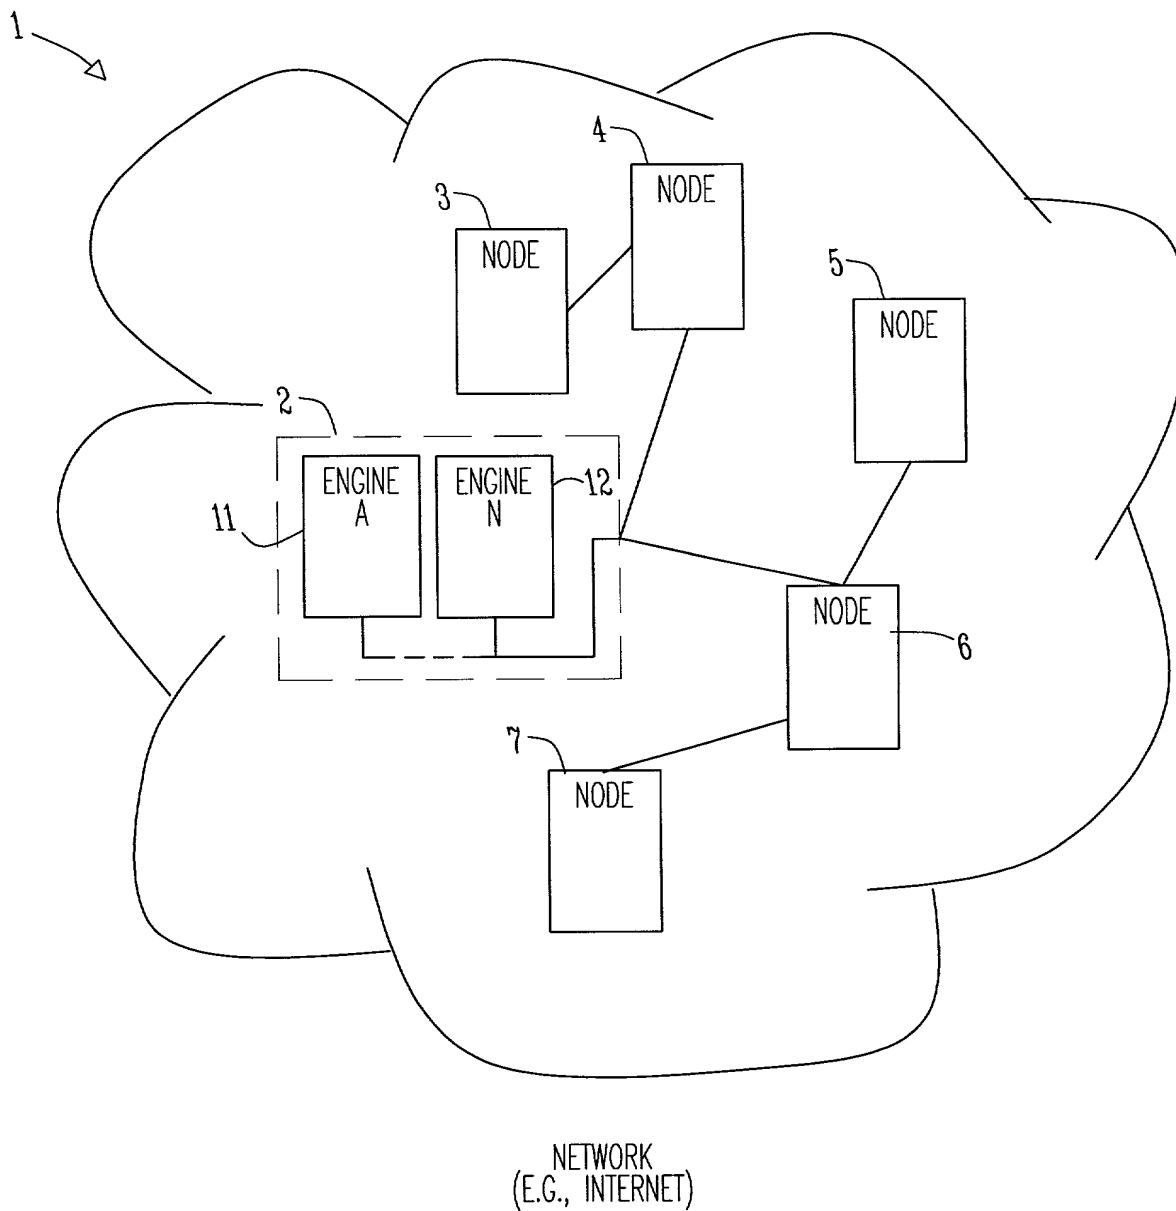 1
4
NODE
3
NODE
5
NODE
2
ENGINE
A
ENGINE
N
12
11
NODE
6
7
NODE
NETWORK
(E.G., INTERNET)